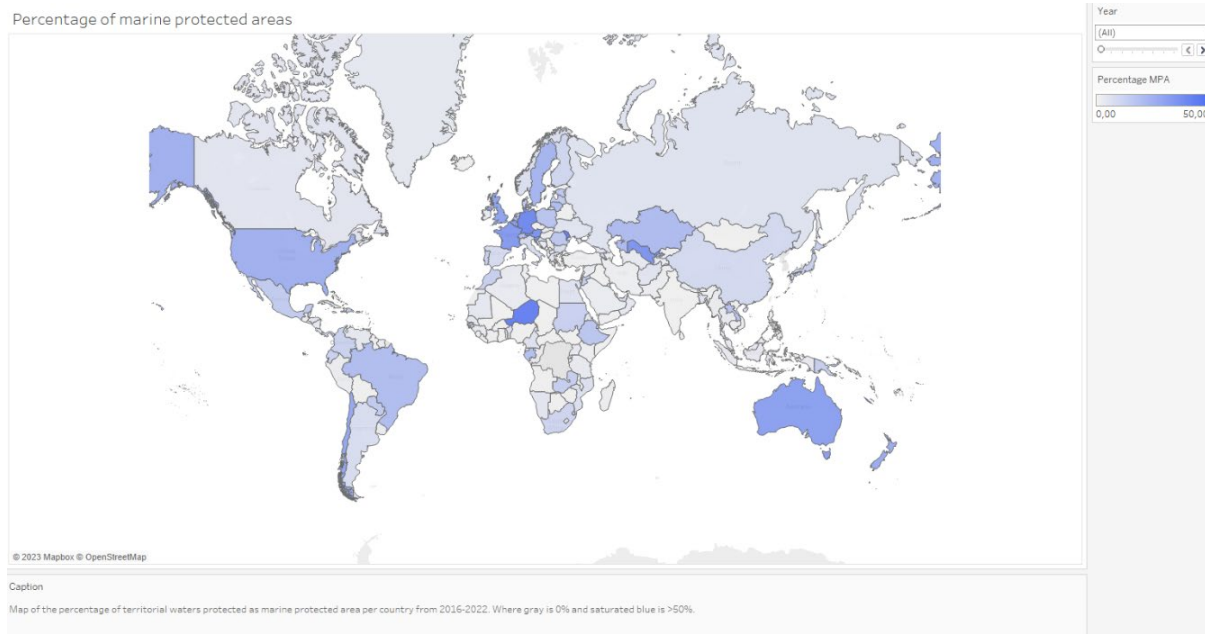 Percentage of marine protected areas
Year
(All)
Percentage MPA
0,00
50,00
© 2023 Mapbox © OpenStreetMap
Caption
Map of the percentage of territorial waters protected as marine protected area per country from 2016-2022. Where gray is 0% and saturated blue is >50%.